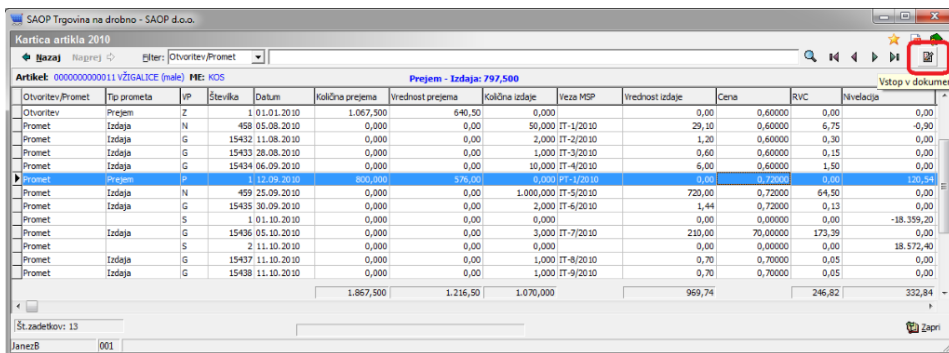 SAOP Trgovina na drobno - SAOP d.o.o.
Kartica artikla 2010
Nazaj Naprej Filter: Otvoritev/Promet
Artikel: 0000000000011 VŽIGALICE (male) ME: KOS Prejem - Izdaja: 797,500 Vstop v dokumen
Otvoritev/Promet Tip prometa VP Številka Datum Količna prejema Vrednost prejema Količna izdaje Veza MSP Vrednost izdaje Cena RVC Nivelacija
Otvoritev Prejem Z 1 01.01.2010 1.067,500 640,50 0,000 0,00 0,60000 0,00 0,00
Promet Izdaja N 458 05.08.2010 0,000 0,00 50,000 IT-1/2010 29,10 0,60000 6,75 -0,90
Promet Izdaja G 15432 11.08.2010 0,000 0,00 2,000 IT-2/2010 1,20 0,60000 0,30 0,00
Promet Izdaja G 15433 28.08.2010 0,000 0,00 1,000 IT-3/2010 0,60 0,60000 0,15 0,00
Promet Izdaja G 15434 06.09.2010 0,000 0,00 10,000 IT-4/2010 6,00 0,60000 1,50 0,00
Promet Prejem P 1 12.09.2010 800,000 576,00 0,000 PT-1/2010 0,00 0,72000 0,00 120,54
Promet Izdaja N 459 25.09.2010 0,000 0,00 1.000,000 IT-5/2010 720,00 0,72000 64,50 0,00
Promet Izdaja G 15435 30.09.2010 0,000 0,00 2,000 IT-6/2010 1,44 0,72000 0,13 0,00
Promet S 1 01.10.2010 0,000 0,00 0,000 0,00 0,00000 0,00 -18.359,20
Promet Izdaja G 15436 05.10.2010 0,000 0,00 3,000 IT-7/2010 210,00 70,00000 173,39 0,00
Promet S 2 11.10.2010 0,000 0,00 0,000 0,00 0,00000 0,00 18.572,40
Promet Izdaja G 15437 11.10.2010 0,000 0,00 1,000 IT-8/2010 0,70 0,70000 0,05 0,00
Promet Izdaja G 15438 11.10.2010 0,000 0,00 1,000 IT-9/2010 0,70 0,70000 0,05 0,00
1.867,500 1.216,50 1.070,000 969,74 246,82 332,84
Št.zadetkov: 13 Zapri
JanezB 001